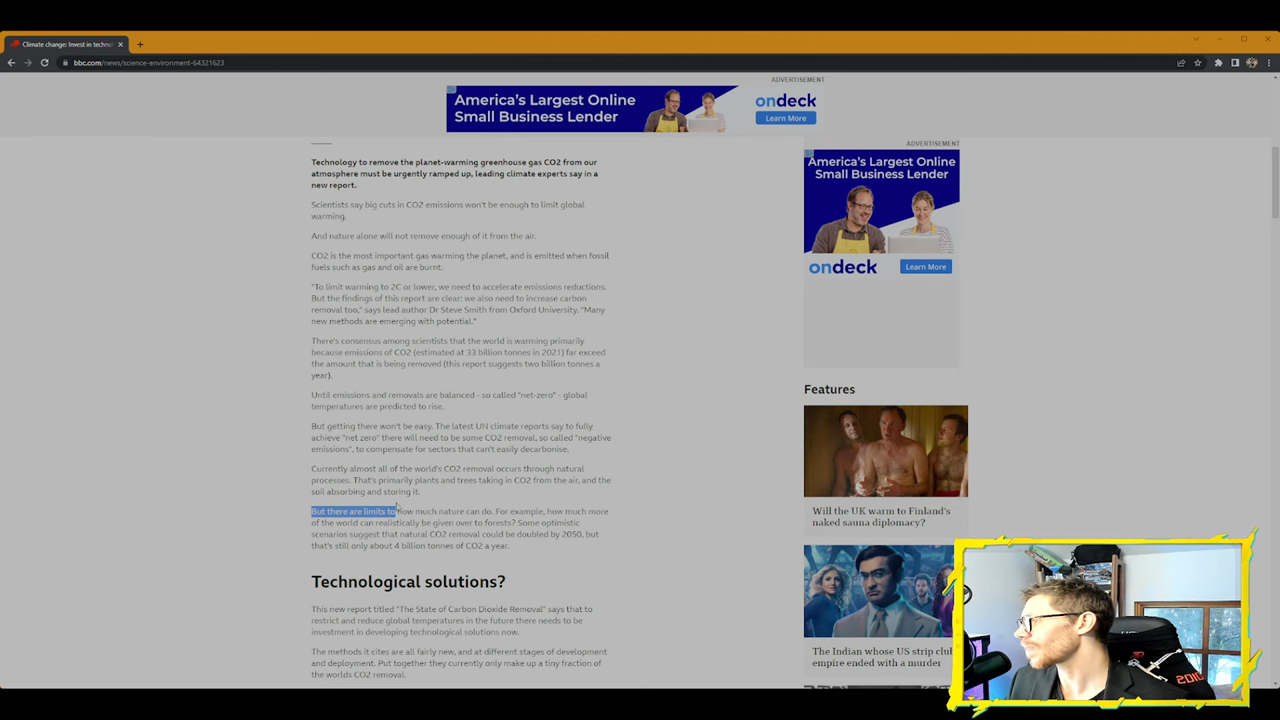 Climate change: Invest in techno
bbc.com/news/science-environment-64321623
ADVERTISEMENT
America's Largest Online
Small Business Lender
ondeck
Learn More
Technology to remove the planet-warming greenhouse gas CO2 from our
atmosphere must be urgently ramped up, leading climate experts say in a
new report.
Scientists say big cuts in CO2 emissions won't be enough to limit global
warming.
And nature alone will not remove enough of it from the air.
CO2 is the most important gas warming the planet, and is emitted when fossil
fuels such as gas and oil are burnt.
"To limit warming to 2C or lower, we need to accelerate emissions reductions.
But the findings of this report are clear: we also need to increase carbon
removal too," says lead author Dr Steve Smith from Oxford University, "Many
new methods are emerging with potential."
There's consensus among scientists that the world is warming primarily
because emissions of CO2 (estimated at 33 billion tonnes in 2021) far exceed
the amount that is being removed (this report suggests two billion tonnes a
year).
Until emissions and removals are balanced - so called "net-zero" - global
temperatures are predicted to rise.
But getting there won't be easy. The latest UN climate reports say to fully
achieve "net zero" there will need to be some CO2 removal, so called "negative
emissions", to compensate for sectors that can't easily decarbonise.
Currently almost all of the world's CO2 removal occurs through natural
processes. That's primarily plants and trees taking in CO2 from the air, and the
soil absorbing and storing it.
But there are limits to how much nature can do. For example, how much more
of the world can realistically be given over to forests? Some optimistic
scenarios suggest that natural CO2 removal could be doubled by 2050, but
that's still only about 4 billion tonnes of CO2 a year.
Technological solutions?
This new report titled "The State of Carbon Dioxide Removal" says that to
restrict and reduce global temperatures in the future there needs to be
investment in developing technological solutions now.
The methods it cites are all fairly new, and at different stages of development
and deployment. Put together they currently only make up a tiny fraction of
the worlds CO2 removal.
ADVERTISEMENT
America's Largest Online
Small Business Lender
ondeck
Learn More
Features
Will the UK warm to Finland's
naked sauna diplomacy?
The Indian whose US strip club
empire ended with a murder